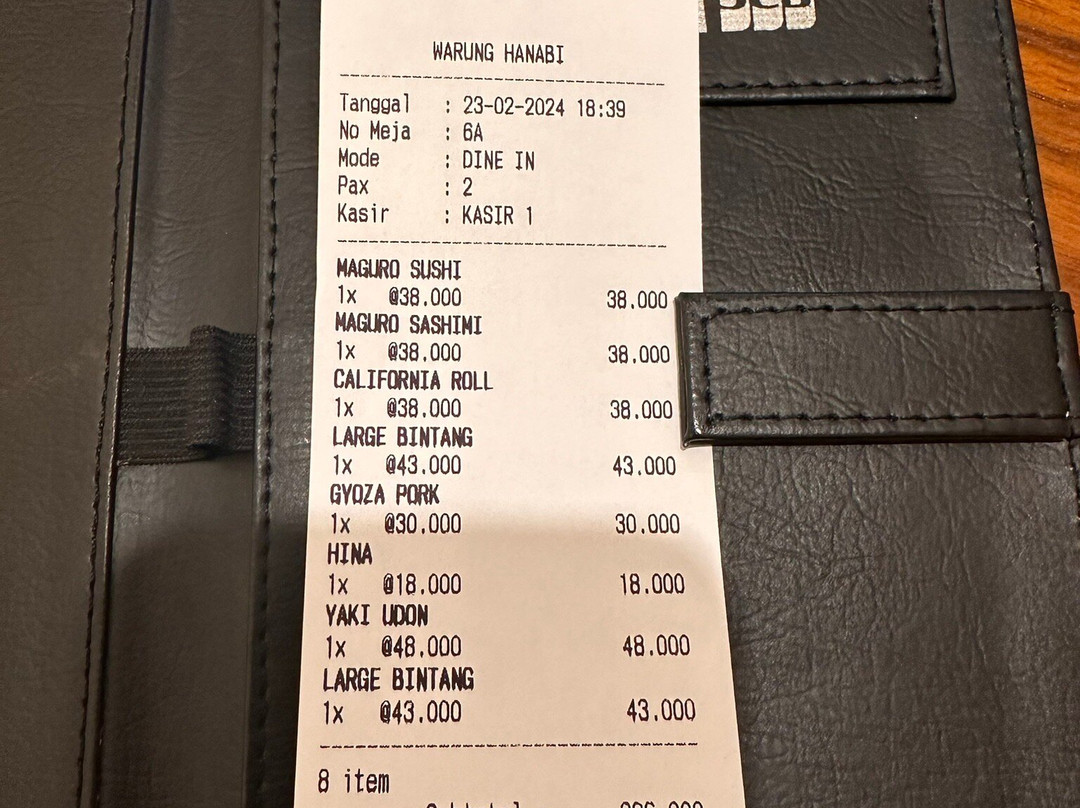 JCB
WARUNG HANABI
Tanggal : 23-02-2024 18:39
No Meja : 6A
Mode : DINE IN
Pax : 2
Kasir : KASIR 1
MAGURO SUSHI
1x @38.000 38.000
MAGURO SASHIMI
1x @38.000 38.000
CALIFORNIA ROLL
1x @38.000 38.000
LARGE BINTANG
1x @43.000 43.000
GYOZA PORK
1x @30.000 30.000
HINA
1x @18.000 18.000
YAKI UDON
1x @48.000 48.000
LARGE BINTANG
1x @43.000 43.000
8 item